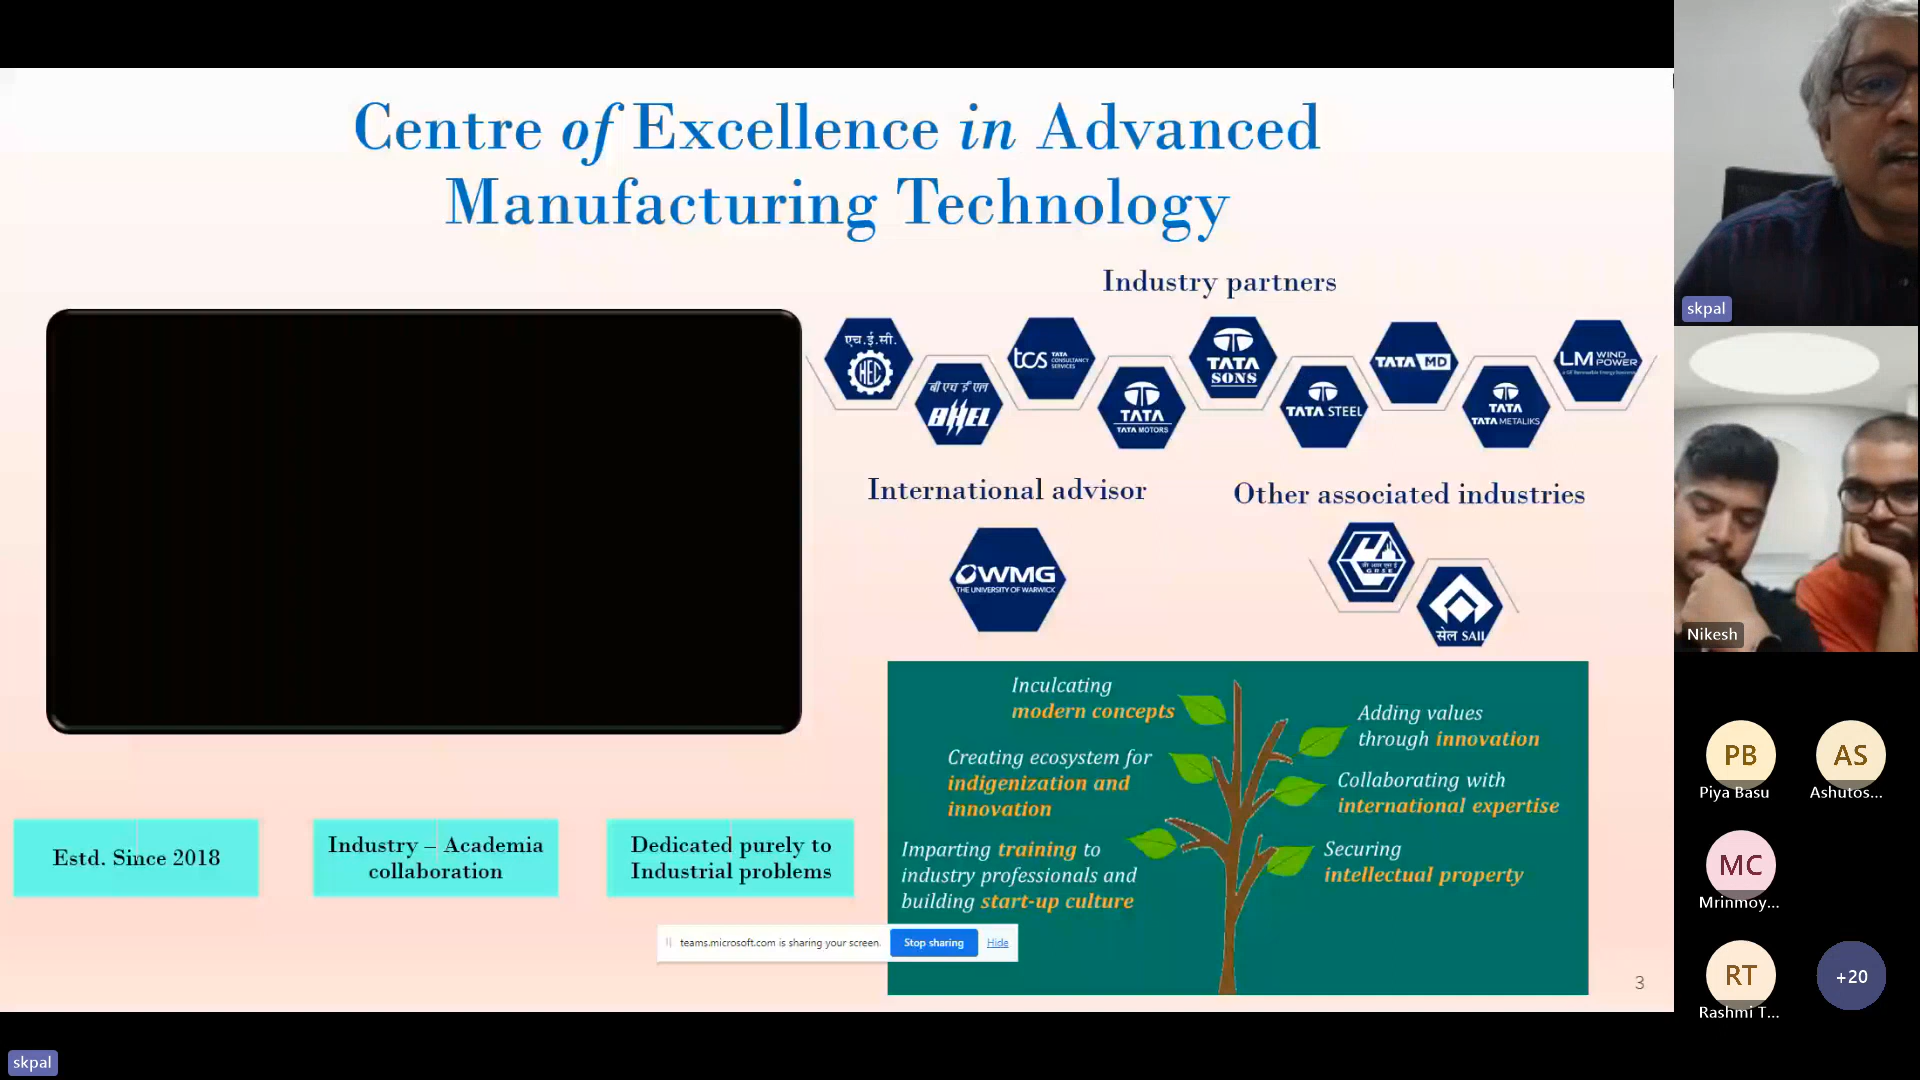 Centre of Excellence in Advanced
Manufacturing Technology
Industry partners
एच.ई.सी.
HEC
बी एच ई एल
BHEL
tcs TATA
CONSULTANCY
SERVICES
TATA
TATA MOTORS
TATA
SONS
TATA STEEL
TATA MD
TATA
TATA METALIKS
LM WIND
POWER
International advisor
WMG
THE UNIVERSITY OF WARWICK
Other associated industries
GRSE
सेल SAIL
Inculcating
modern concepts
Creating ecosystem for
indigenization and
innovation
Imparting training to
industry professionals and
building start-up culture
Adding values
through innovation
Collaborating with
international expertise
Securing
intellectual property
Estd. Since 2018
Industry – Academia
collaboration
Dedicated purely to
Industrial problems
teams.microsoft.com is sharing your screen.
Stop sharing
Hide
3
skpal
skpal
Nikesh
PB
Piya Basu
AS
Ashutos...
MC
Mrinmoy...
RT
Rashmi T...
+20